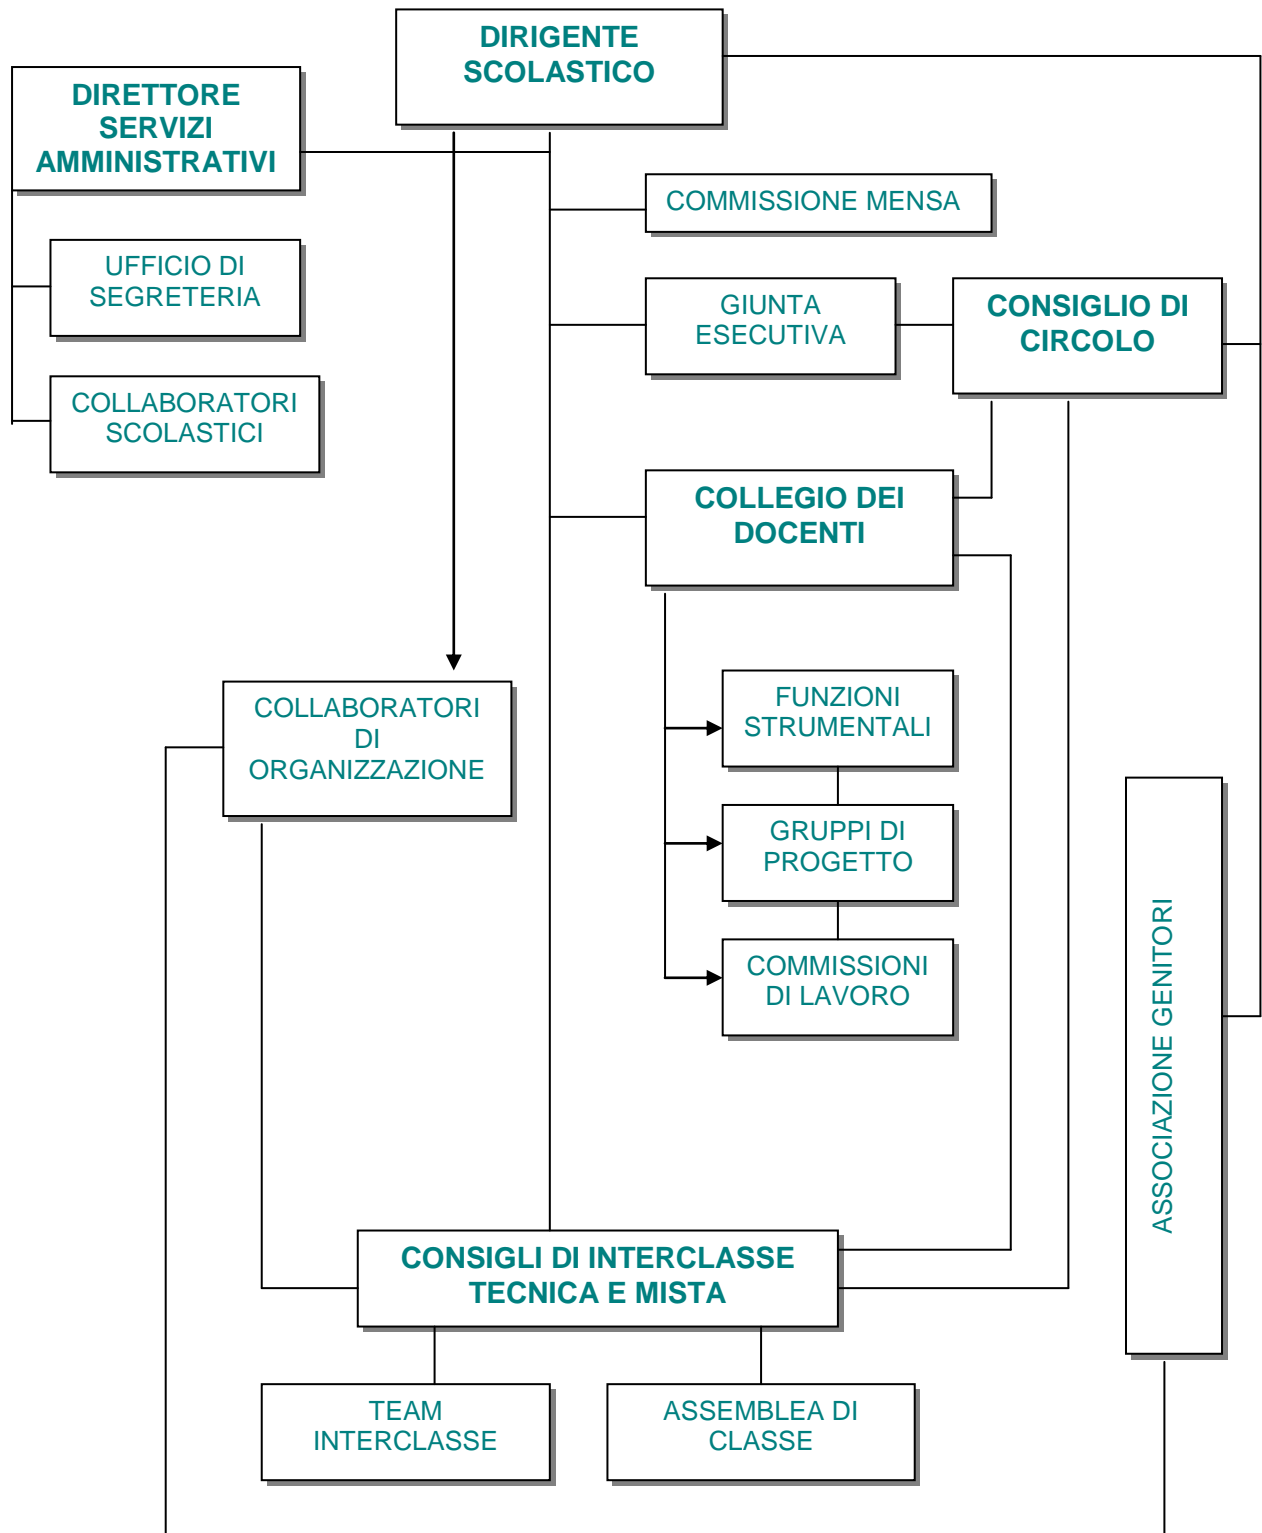 DIRIGENTE
SCOLASTICO
DIRETTORE
SERVIZI
AMMINISTRATIVI
COMMISSIONE MENSA
UFFICIO DI
SEGRETERIA
GIUNTA
ESECUTIVA
CONSIGLIO DI
CIRCOLO
COLLABORATORI
SCOLASTICI
COLLEGIO DEI
DOCENTI
COLLABORATORI
DI
ORGANIZZAZIONE
FUNZIONI
STRUMENTALI
GRUPPI DI
PROGETTO
COMMISSIONI
DI LAVORO
ASSOCIAZIONE GENITORI
CONSIGLI DI INTERCLASSE
TECNICA E MISTA
TEAM
INTERCLASSE
ASSEMBLEA DI
CLASSE